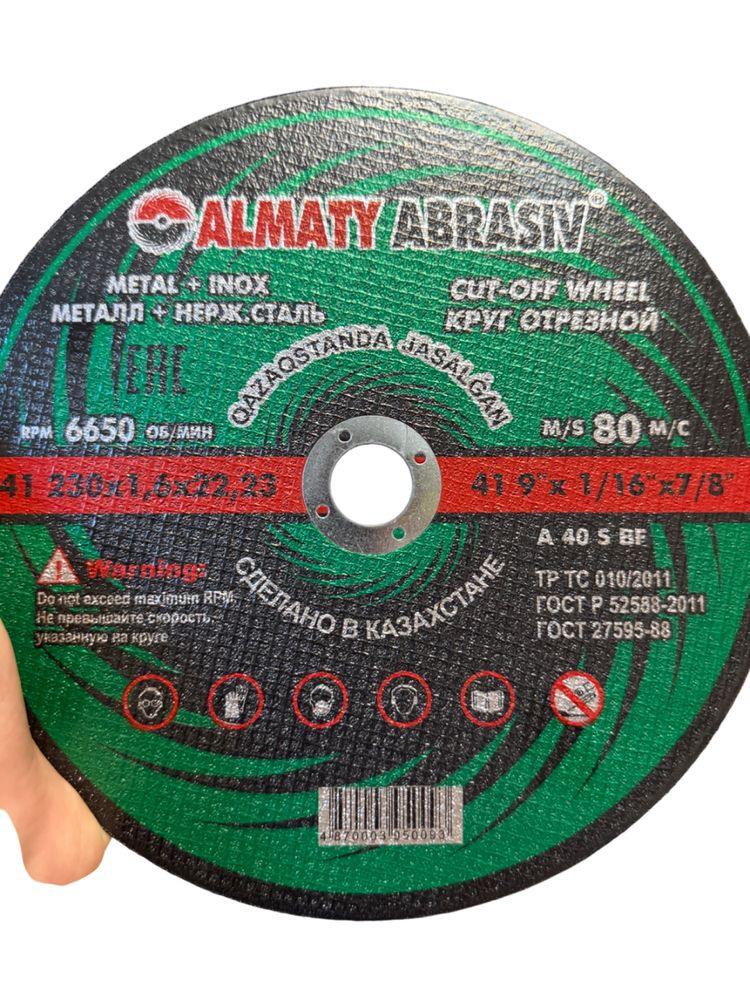 ALMATY ABRASIV®
METAL + INOX
МЕТАЛЛ + НЕРЖ.СТАЛЬ
CUT-OFF WHEEL
КРУГ ОТРЕЗНОЙ
EAC
QAZAQSTANDA JASALǴAN
RPM 6650 ОБ/МИН
M/S 80 М/С
41 230x1,6x22,23
41 9"x 1/16"x7/8"
A 40 S BF
Warning:
Do not exceed maximum RPM
Не превышайте скорость,
указанную на круге
СДЕЛАНО В КАЗАХСТАНЕ
ТР ТС 010/2011
ГОСТ Р 52588-2011
ГОСТ 27595-88